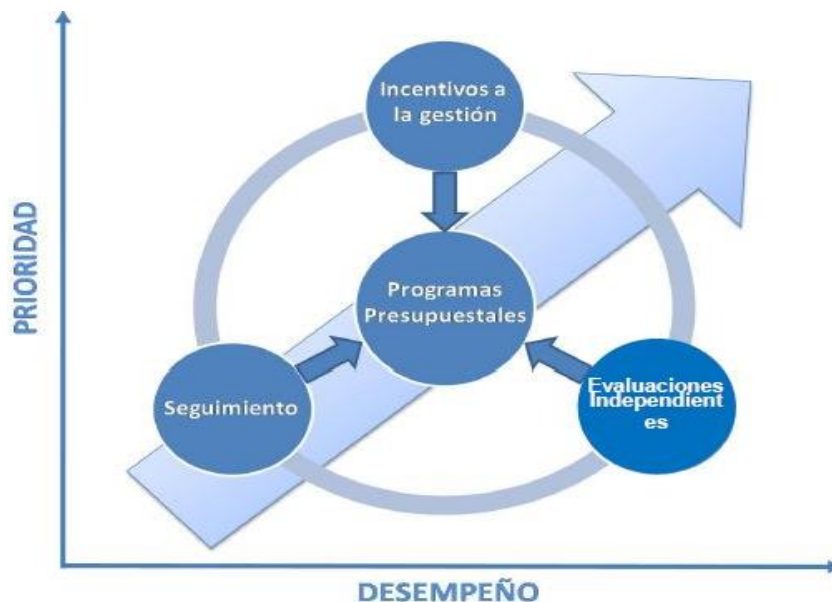 Incentivos a
la gestión
PRIORIDAD
Programas
Presupuestales
Seguimiento
Evaluaciones
Independient
es
DESEMPEÑO